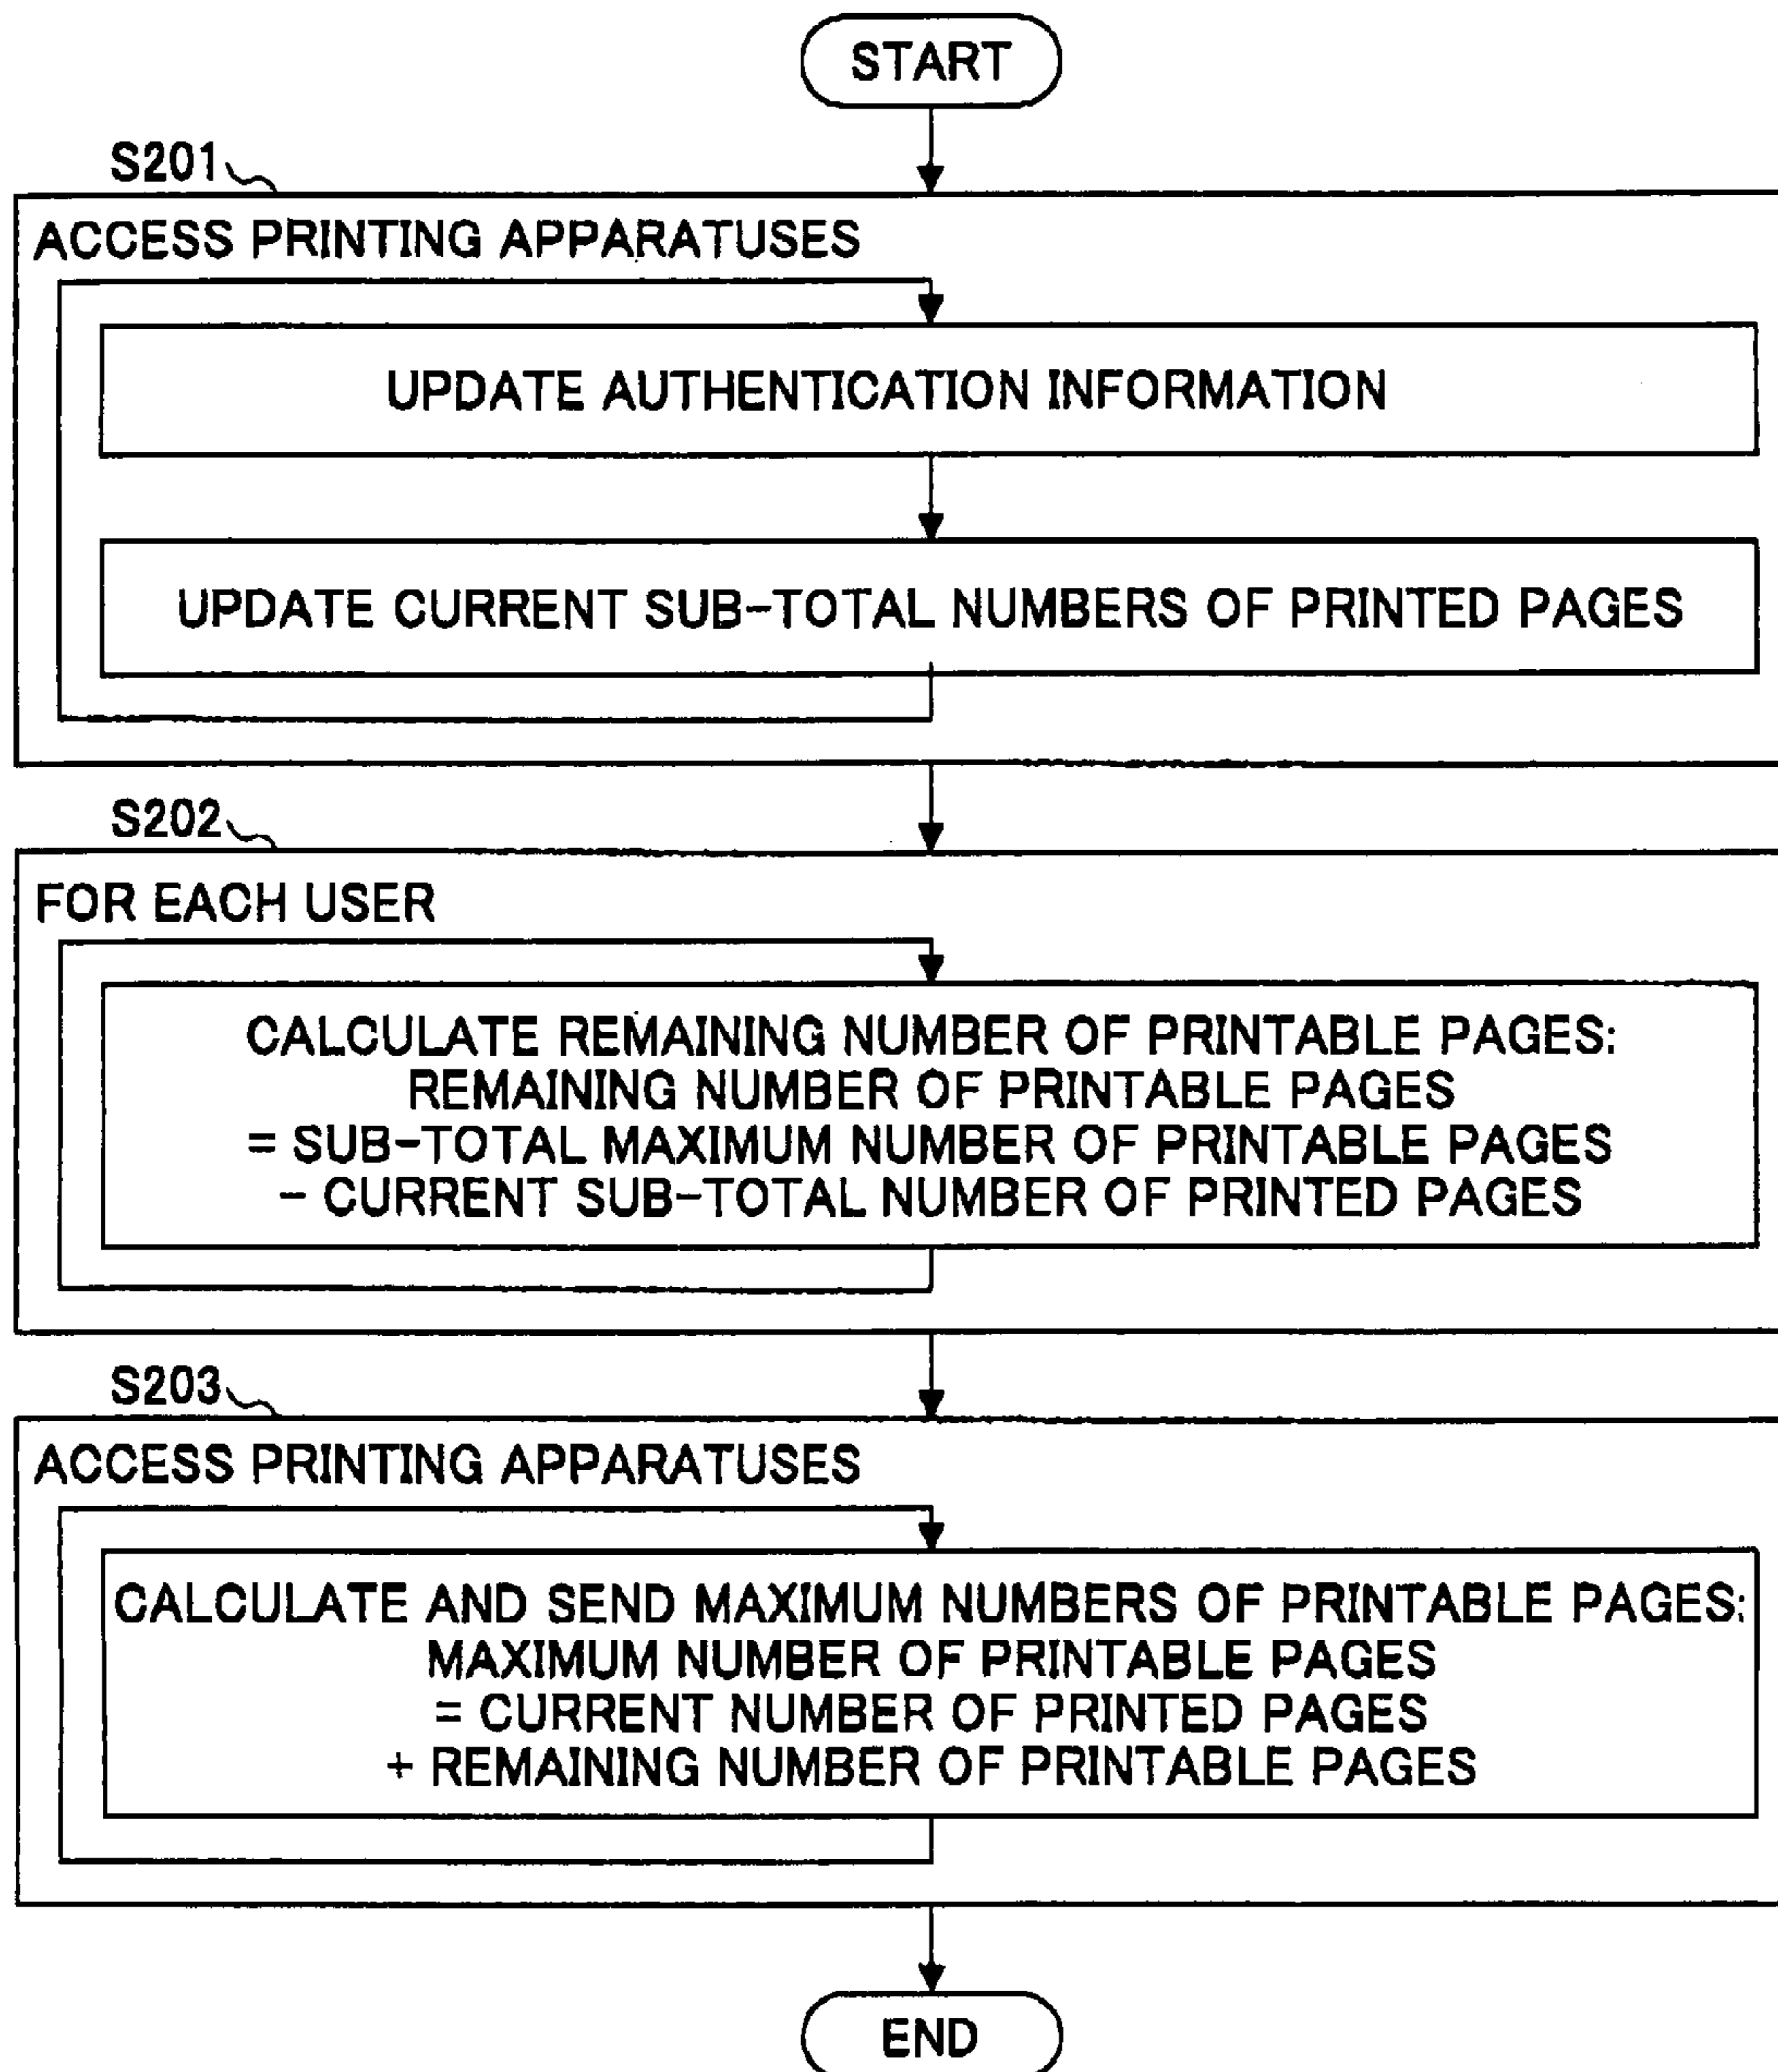 START
S201
ACCESS PRINTING APPARATUSES
UPDATE AUTHENTICATION INFORMATION
UPDATE CURRENT SUB-TOTAL NUMBERS OF PRINTED PAGES
S202
FOR EACH USER
CALCULATE REMAINING NUMBER OF PRINTABLE PAGES:
REMAINING NUMBER OF PRINTABLE PAGES
= SUB-TOTAL MAXIMUM NUMBER OF PRINTABLE PAGES
- CURRENT SUB-TOTAL NUMBER OF PRINTED PAGES
S203
ACCESS PRINTING APPARATUSES
CALCULATE AND SEND MAXIMUM NUMBERS OF PRINTABLE PAGES:
MAXIMUM NUMBER OF PRINTABLE PAGES
= CURRENT NUMBER OF PRINTED PAGES
+ REMAINING NUMBER OF PRINTABLE PAGES
END